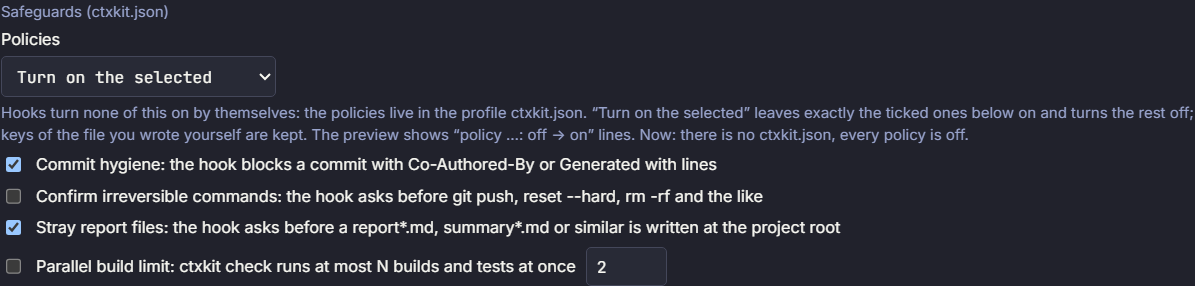 Safeguards (ctxkit.json)
Policies
Turn on the selected
Hooks turn none of this on by themselves: the policies live in the profile ctxkit.json. “Turn on the selected” leaves exactly the ticked ones below on and turns the rest off;
keys of the file you wrote yourself are kept. The preview shows “policy …: off → on” lines. Now: there is no ctxkit.json, every policy is off.
Commit hygiene: the hook blocks a commit with Co-Authored-By or Generated with lines
Confirm irreversible commands: the hook asks before git push, reset --hard, rm -rf and the like
Stray report files: the hook asks before a report*.md, summary*.md or similar is written at the project root
Parallel build limit: ctxkit check runs at most N builds and tests at once 2